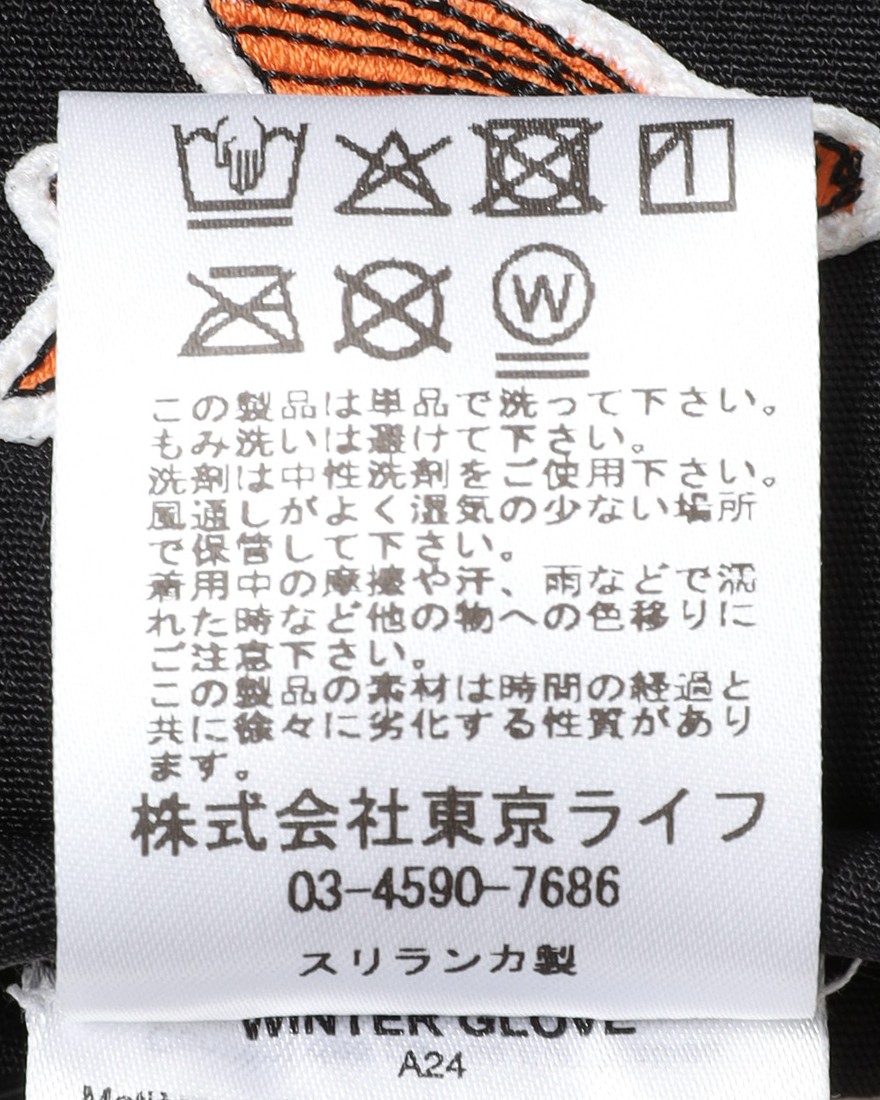 W
この製品は単品で洗って下さい。
もみ洗いは避けて下さい。
洗剤は中性洗剤をご使用下さい。
風通しがよく湿気の少ない場所
で保管して下さい。
着用中の摩擦や汗、雨などで濡
れた時など他の物への色移りに
ご注意下さい。
この製品の素材は時間の経過と
共に徐々に劣化する性質があり
ます。
株式会社東京ライフ
03-4590-7686
スリランカ製
WINTER GLOVE
A24